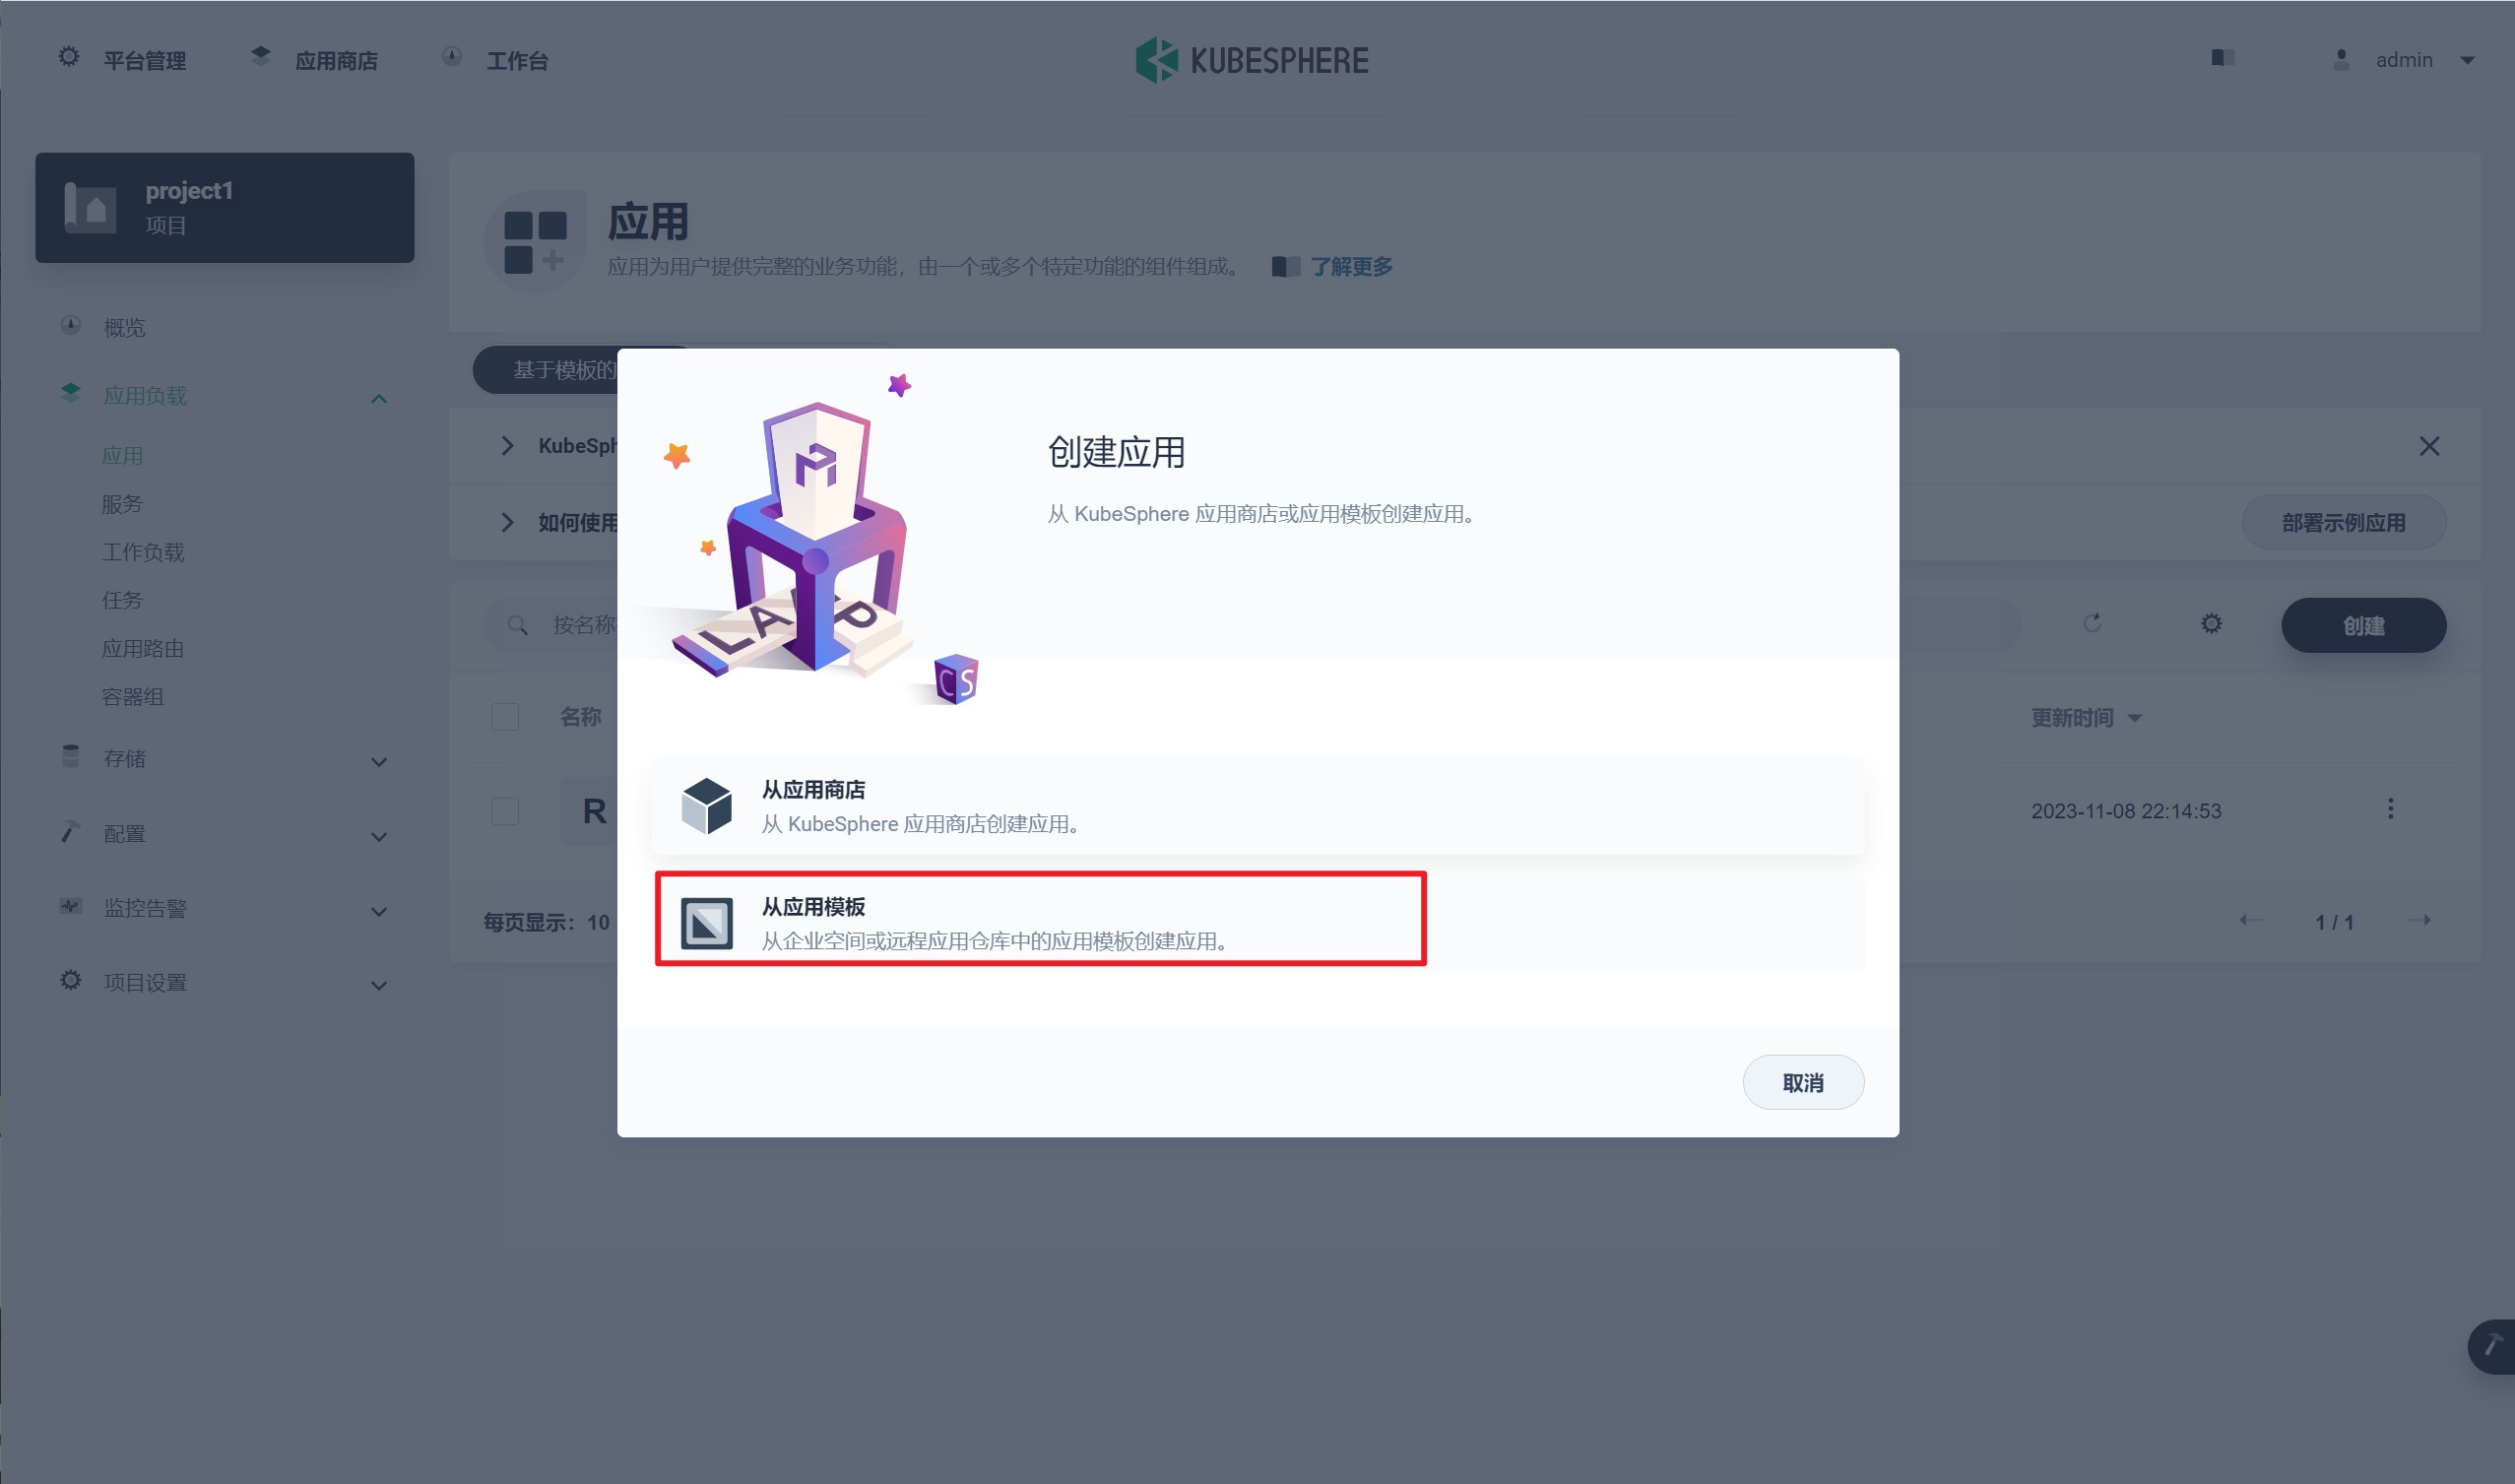 平台管理
应用商店
工作台
KUBESPHERE
admin
project1
项目
概览
应用负载
应用
服务
工作负载
任务
应用路由
容器组
存储
配置
监控告警
项目设置
应用
应用为用户提供完整的业务功能，由一个或多个特定功能的组件组成。
了解更多
基于模板的
KubeSph
如何使用
部署示例应用
按名称
创建
名称
更新时间
R
2023-11-08 22:14:53
每页显示：10
1 / 1
创建应用
从 KubeSphere 应用商店或应用模板创建应用。
CS
从应用商店
从 KubeSphere 应用商店创建应用。
从应用模板
从企业空间或远程应用仓库中的应用模板创建应用。
取消